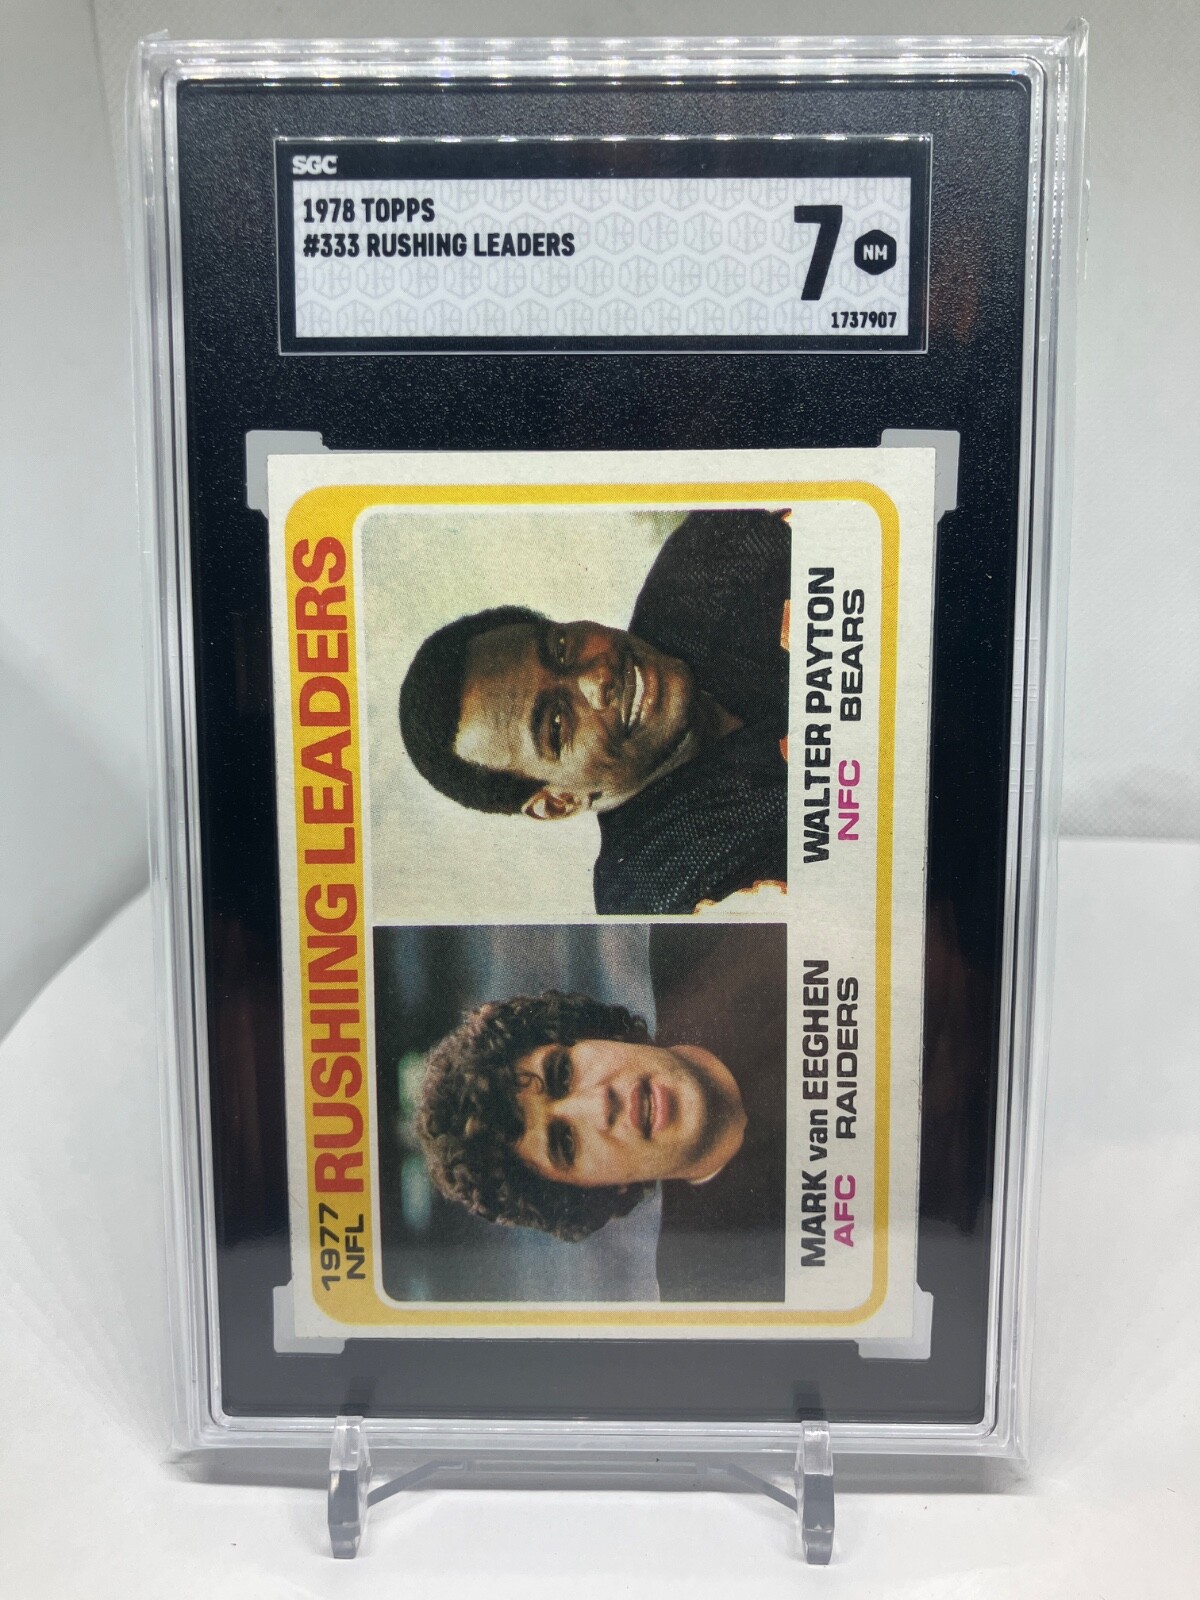 SGC
1978 TOPPS
#333 RUSHING LEADERS
7
NM
1737907
1977
NFL
RUSHING LEADERS
MARK van EEGHEN
AFC RAIDERS
WALTER PAYTON
NFC BEARS